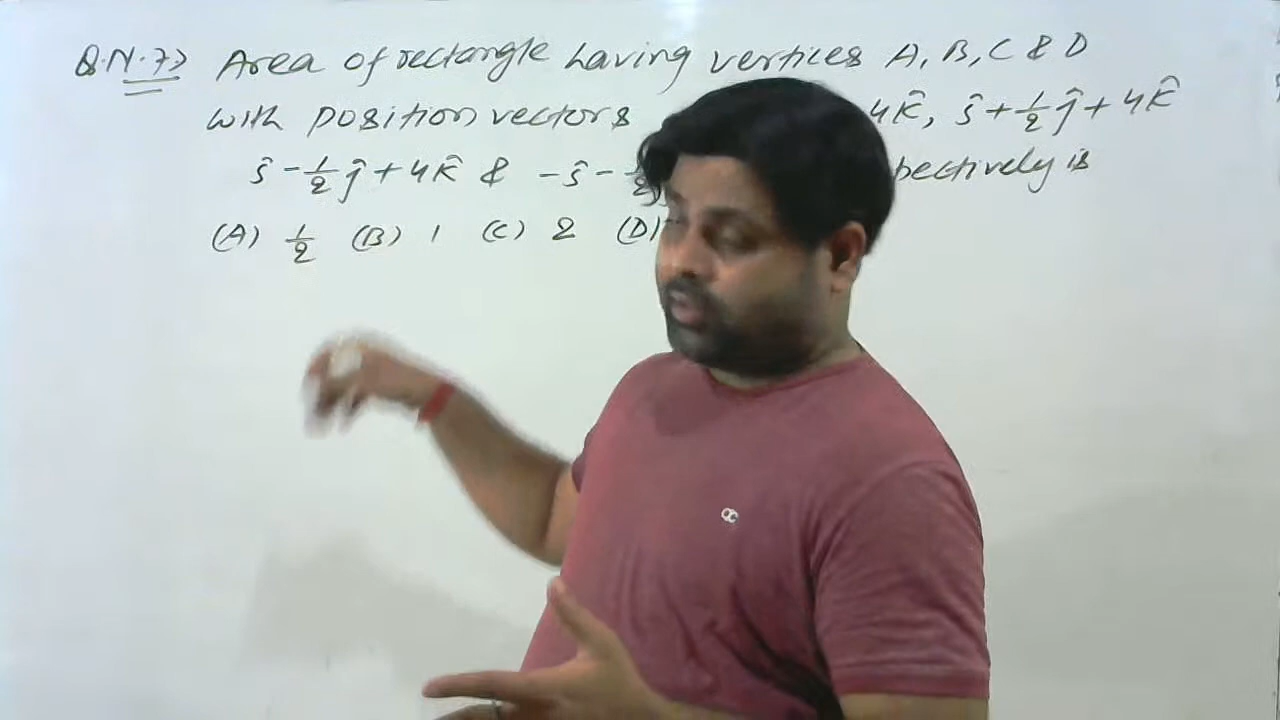 Q.N.7> Area of rectangle having vertices A, B, C & D
with position vectors 4k̂, î + 1/2 ĵ + 4k̂
î - 1/2 ĵ + 4k̂ & -î - pectively is
(A) 1/2 (B) 1 (C) 2 (D)